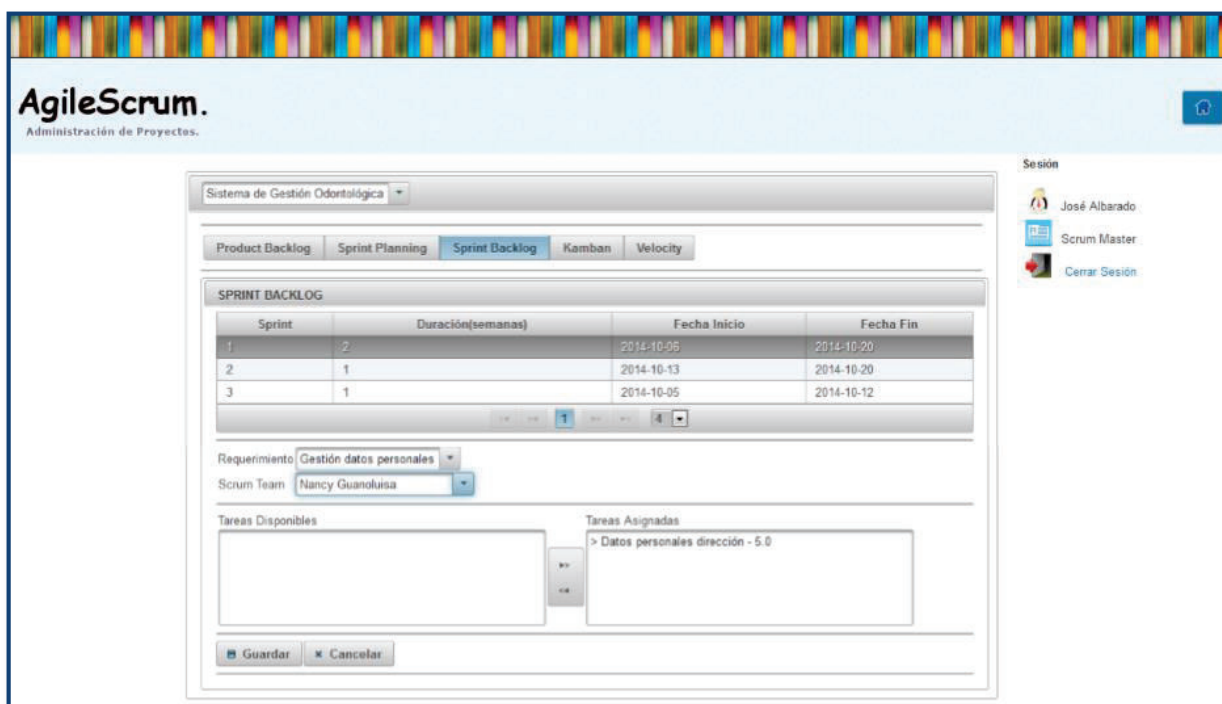 AgileScrum.
Administración de Proyectos.
Sesión
José Albarado
Scrum Master
Cerrar Sesión
Sistema de Gestión Odontológica
Product Backlog Sprint Planning Sprint Backlog Kamban Velocity
SPRINT BACKLOG
Sprint Duración(semanas) Fecha Inicio Fecha Fin
1 2 2014-10-06 2014-10-20
2 1 2014-10-13 2014-10-20
3 1 2014-10-05 2014-10-12
1 4
Requerimiento Gestión datos personales
Scrum Team Nancy Guanoluisa
Tareas Disponibles Tareas Asignadas
> Datos personales dirección - 5.0
Guardar Cancelar